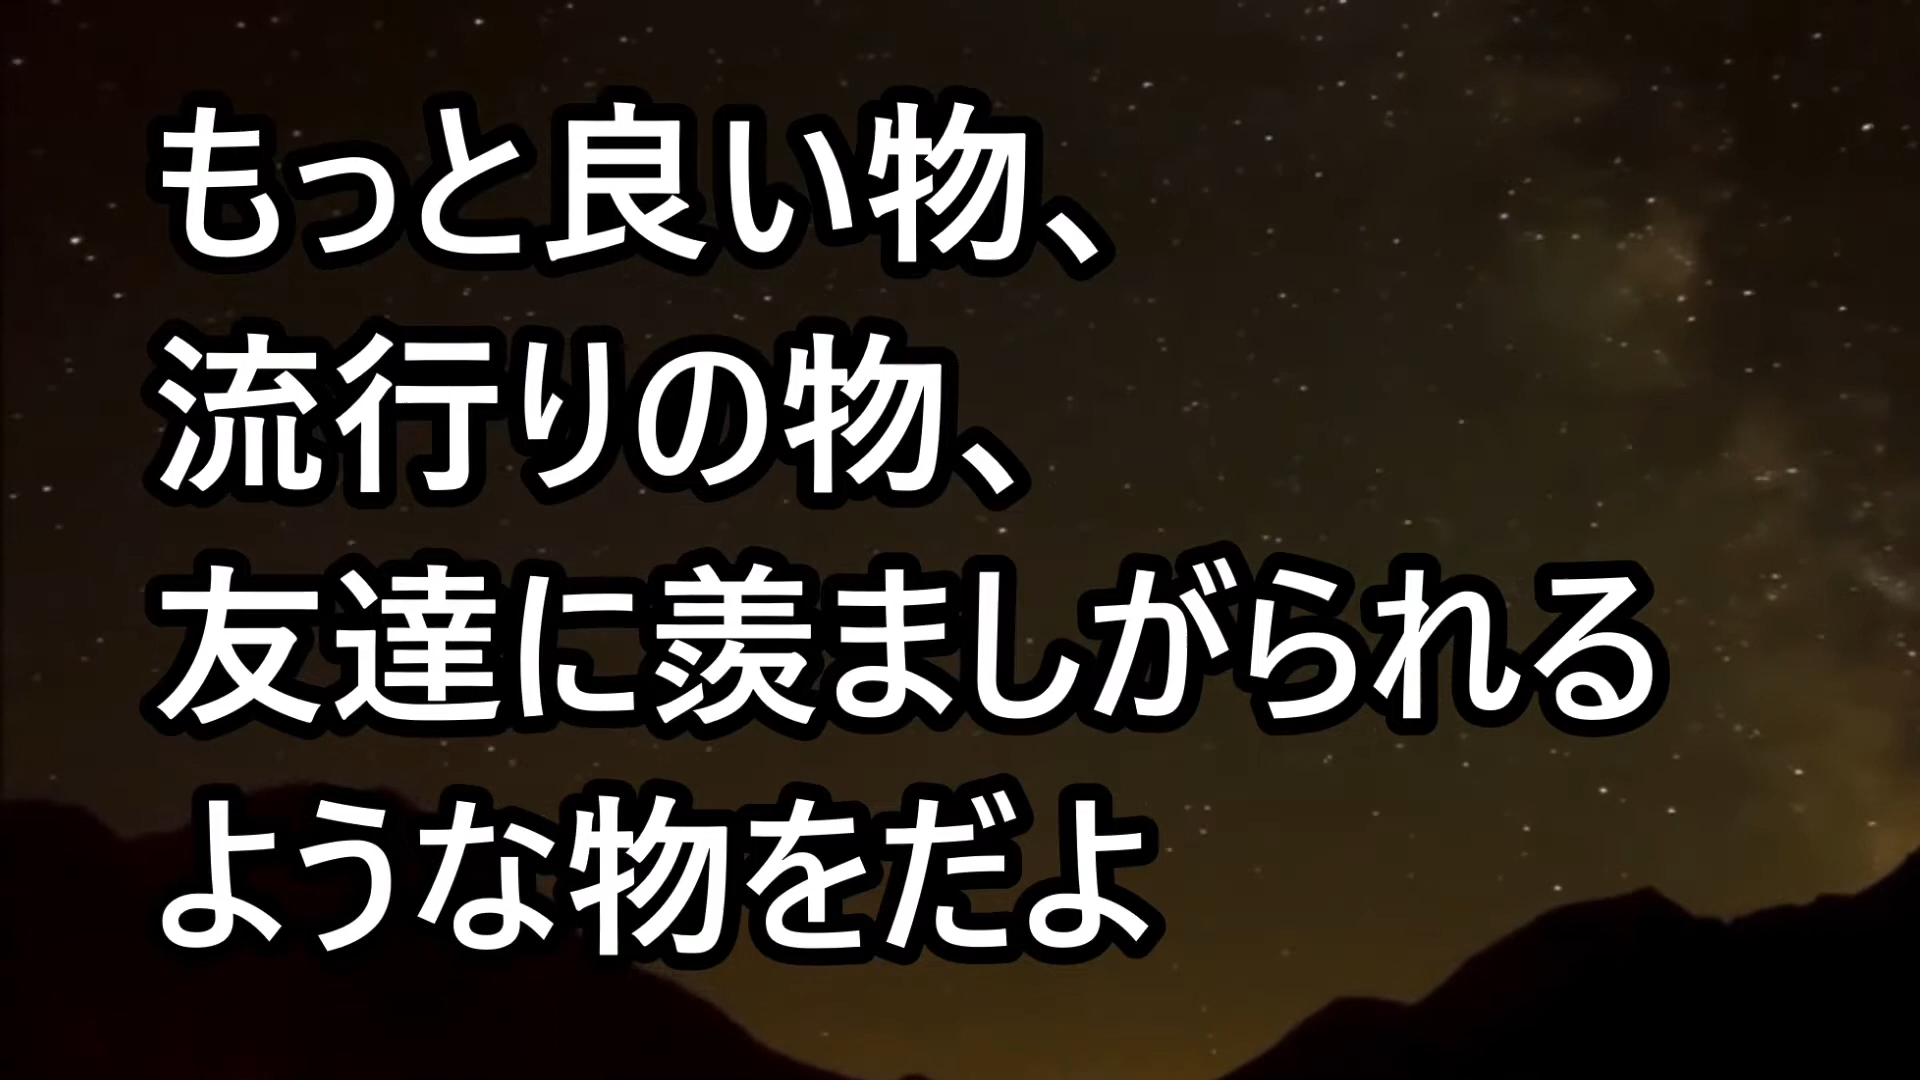 もっと良い物、
流行りの物、
友達に羨ましがられる
ような物をだよ